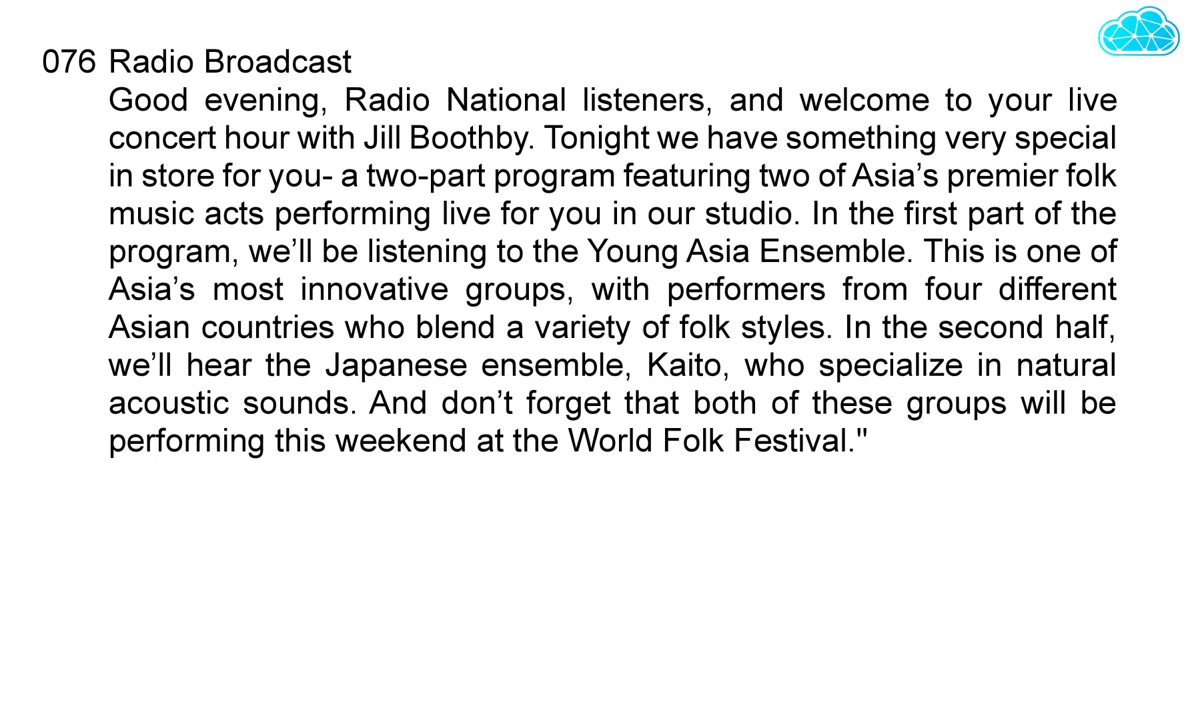 076 Radio Broadcast
Good evening, Radio National listeners, and welcome to your live
concert hour with Jill Boothby. Tonight we have something very special
in store for you- a two-part program featuring two of Asia’s premier folk
music acts performing live for you in our studio. In the first part of the
program, we’ll be listening to the Young Asia Ensemble. This is one of
Asia’s most innovative groups, with performers from four different
Asian countries who blend a variety of folk styles. In the second half,
we’ll hear the Japanese ensemble, Kaito, who specialize in natural
acoustic sounds. And don’t forget that both of these groups will be
performing this weekend at the World Folk Festival."